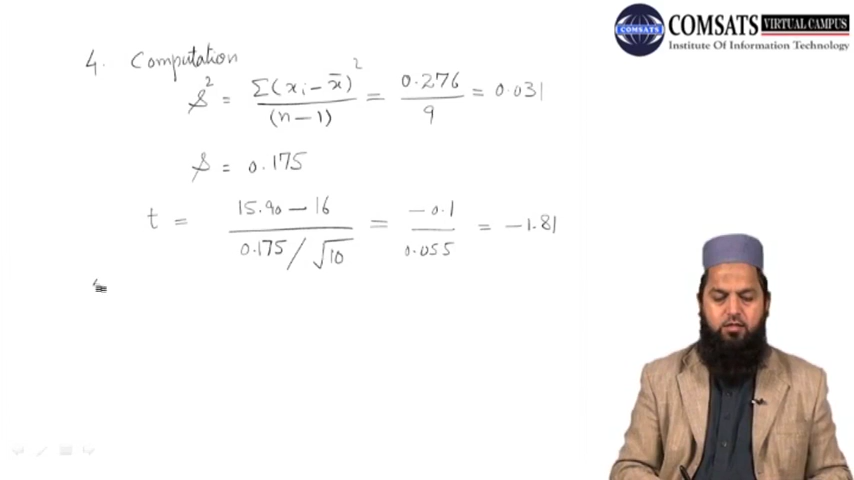 COMSATS VIRTUAL CAMPUS
Institute Of Information Technology
4. Computation
s² = Σ(xᵢ – x̄)² / (n – 1) = 0.276 / 9 = 0.031
s = 0.175
t = 15.90 – 16 / 0.175 / √10 = –0.1 / 0.055 = –1.81